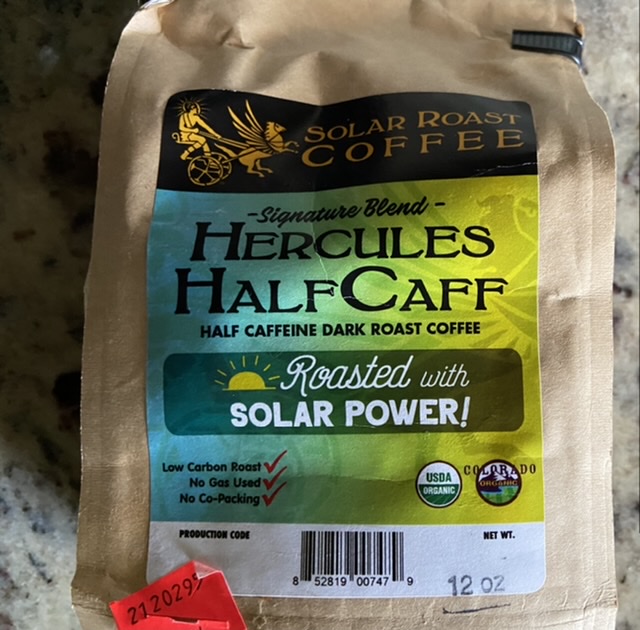 SOLAR ROAST
COFFEE
-Signature Blend-
HERCULES
HALFCAFF
HALF CAFFEINE DARK ROAST COFFEE
Roasted with
SOLAR POWER!
Low Carbon Roast
No Gas Used
No Co-Packing
USDA
ORGANIC
COLORADO
ORGANIC
PRODUCTION CODE
NET WT.
8 52819 00747 9
12 OZ
2120295